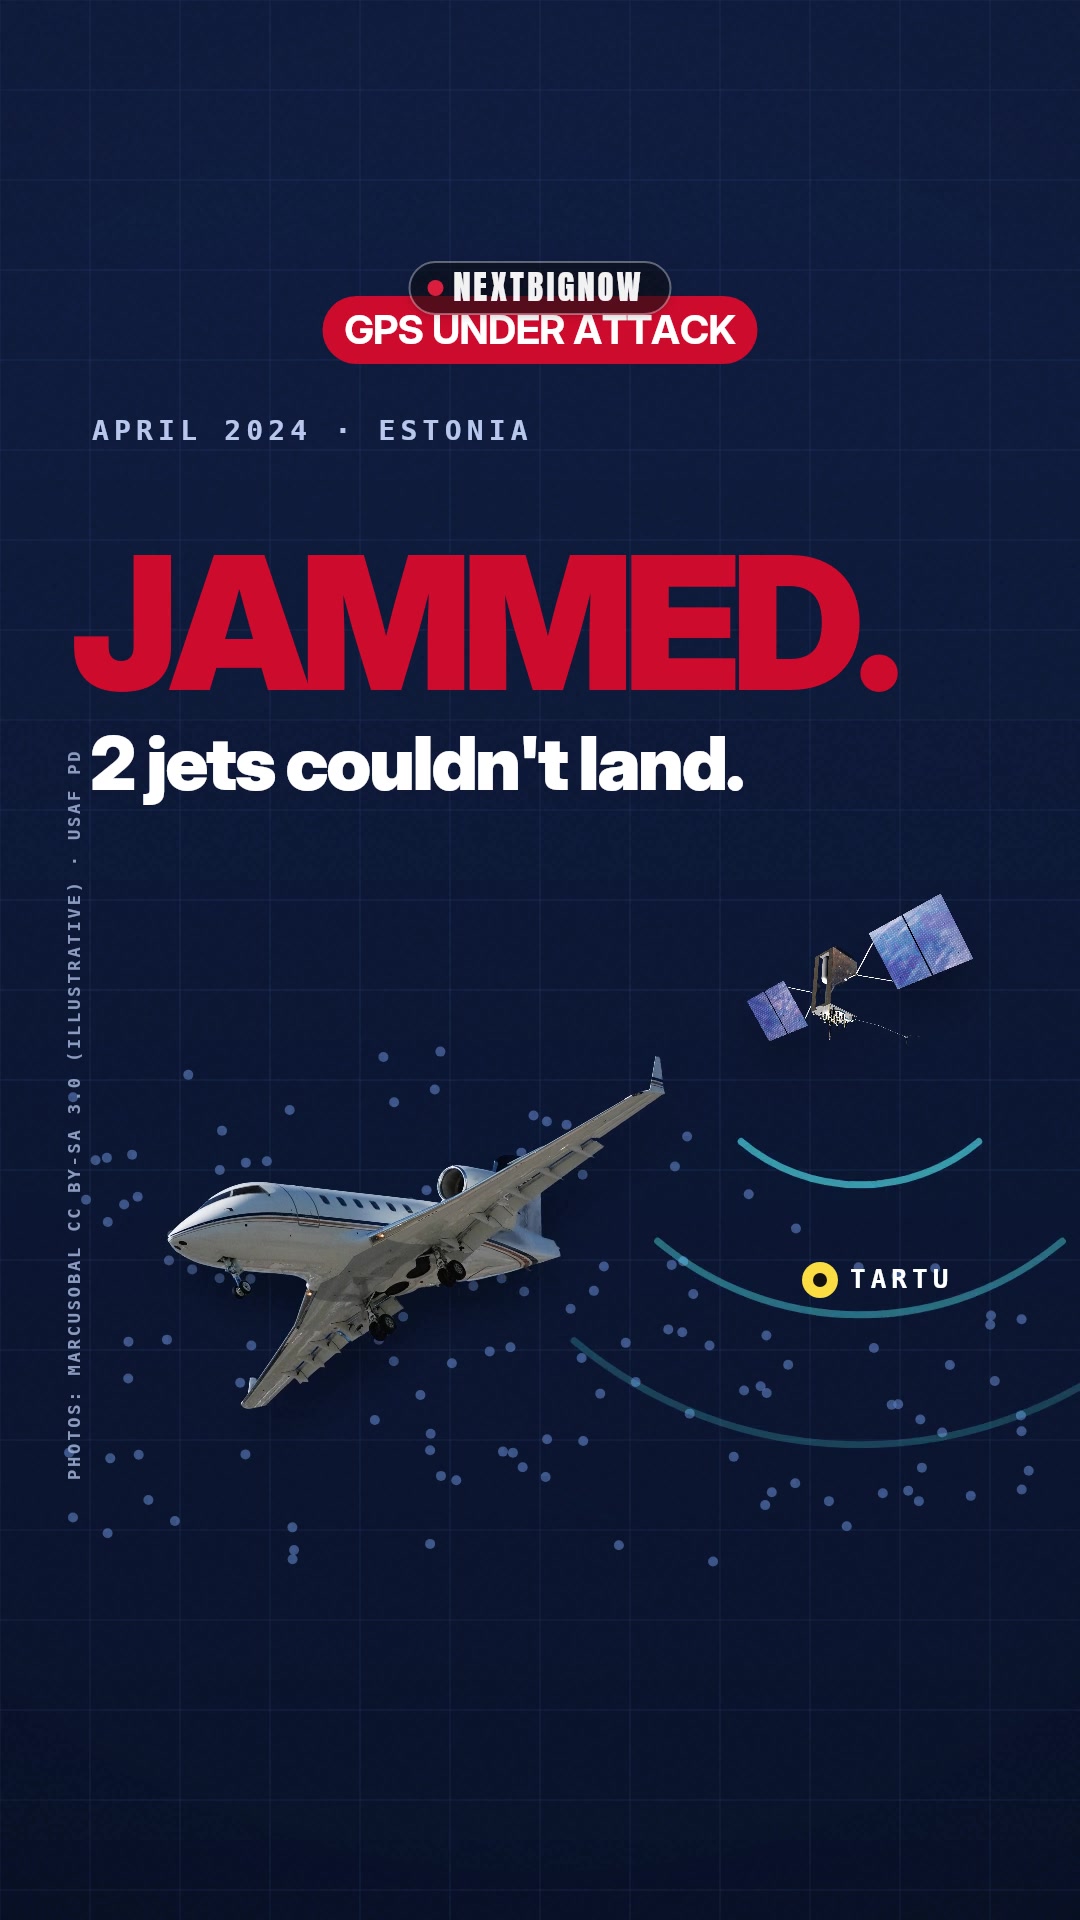 NEXTBIGNOW
GPS UNDER ATTACK
APRIL 2024 · ESTONIA
JAMMED.
2 jets couldn't land.
TARTU
PHOTOS: MARCUSOBAL CC BY-SA 3.0 (ILLUSTRATIVE) · USAF PD